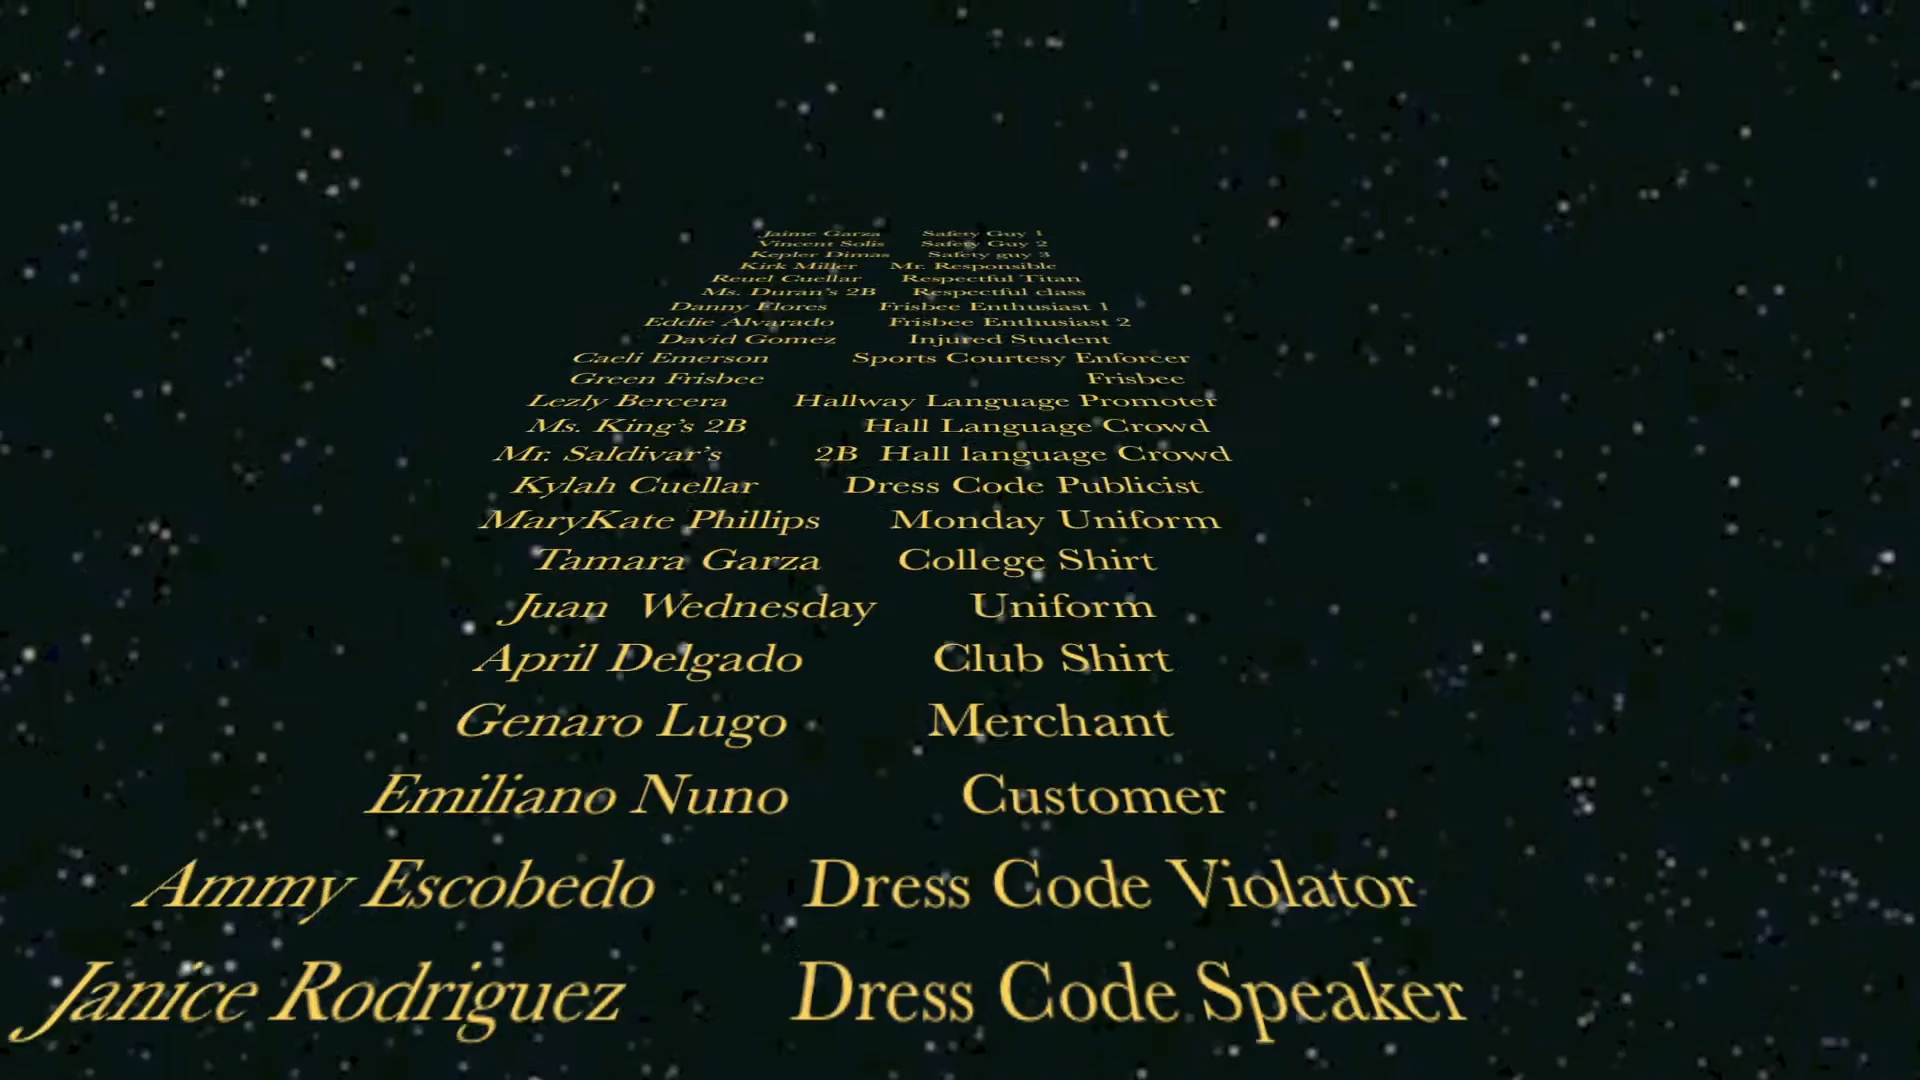 Jaime Garza Safety Guy 1
Vincent Solis Safety Guy 2
Kepler Dimas Safety guy 3
Kirk Miller Mr. Responsible
Reuel Cuellar Respectful Titan
Ms. Duran's 2B Respectful class
Danny Flores Frisbee Enthusiast 1
Eddie Alvarado Frisbee Enthusiast 2
David Gomez Injured Student
Caeli Emerson Sports Courtesy Enforcer
Green Frisbee Frisbee
Lezly Bercera Hallway Language Promoter
Ms. King's 2B Hall Language Crowd
Mr. Saldivar's 2B Hall language Crowd
Kylah Cuellar Dress Code Publicist
MaryKate Phillips Monday Uniform
Tamara Garza College Shirt
Juan Wednesday Uniform
April Delgado Club Shirt
Genaro Lugo Merchant
Emiliano Nuno Customer
Ammy Escobedo Dress Code Violator
Janice Rodriguez Dress Code Speaker